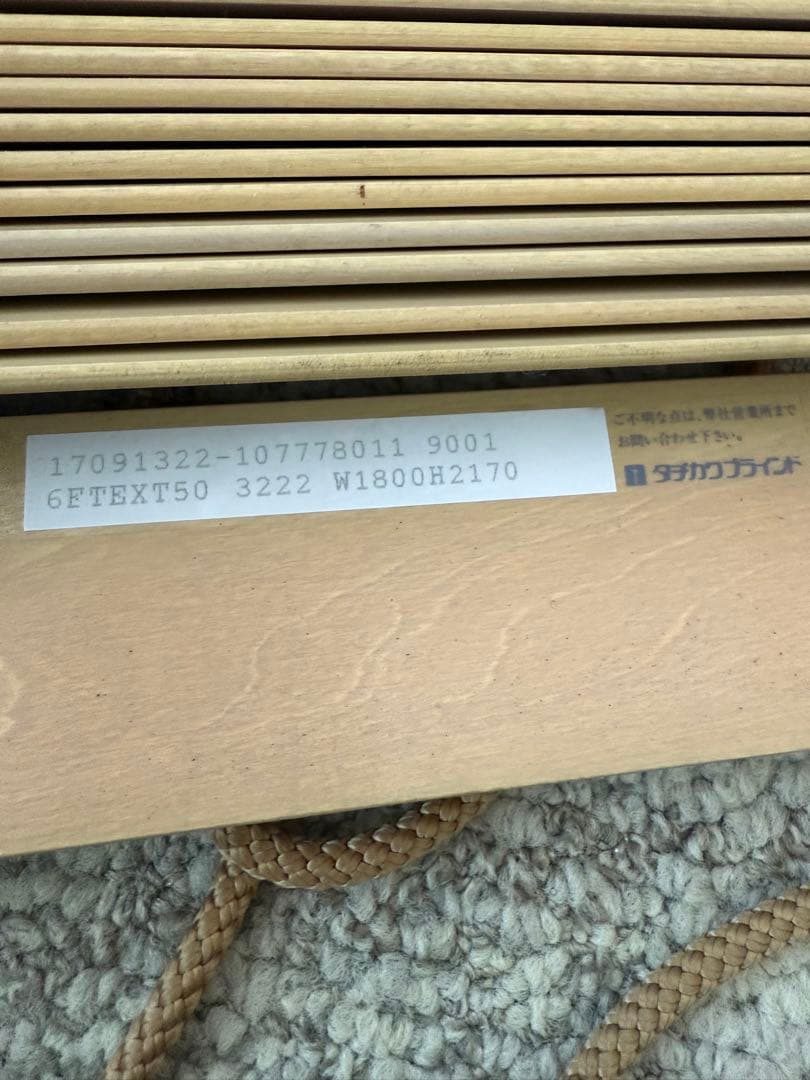 17091322-107778011 9001
6FTEXT50 3222 W1800H2170
ご不明な点は、弊社営業所まで
お問い合わせ下さい。
タチカワブラインド